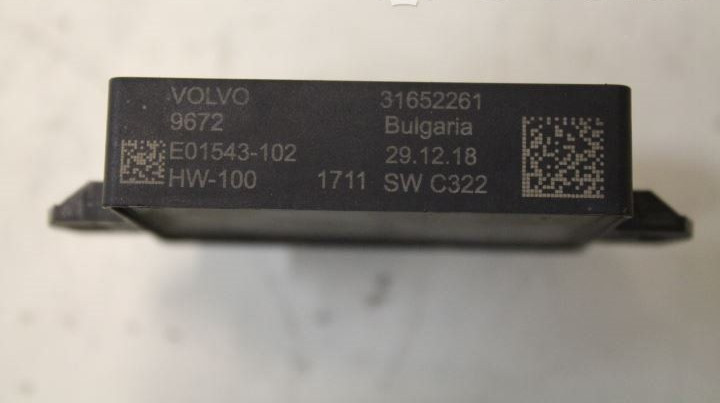 VOLVO 31652261
9672 Bulgaria
E01543-102 29.12.18
HW-100 1711 SW C322